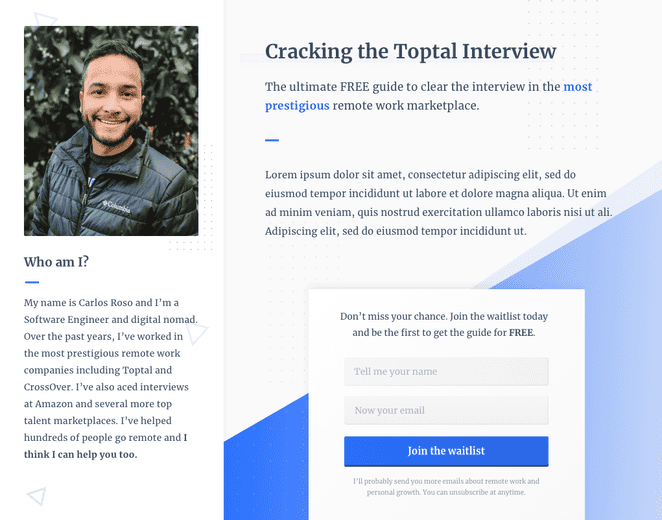 Columbia
Who am I?
My name is Carlos Roso and I'm a
Software Engineer and digital nomad.
Over the past years, I've worked in
the most prestigious remote work
companies including Toptal and
CrossOver. I've also aced interviews
at Amazon and several more top
talent marketplaces. I've helped
hundreds of people go remote and I
think I can help you too.
Cracking the Toptal Interview
The ultimate FREE guide to clear the interview in the most
prestigious remote work marketplace.
Lorem ipsum dolor sit amet, consectetur adipiscing elit, sed do
eiusmod tempor incididunt ut labore et dolore magna aliqua. Ut enim
ad minim veniam, quis nostrud exercitation ullamco laboris nisi ut ali.
Adipiscing elit, sed do eiusmod tempor incididunt ut.
Don't miss your chance. Join the waitlist today
and be the first to get the guide for FREE.
Tell me your name
Now your email
Join the waitlist
I'll probably send you more emails about remote work and
personal growth. You can unsubscribe at anytime.